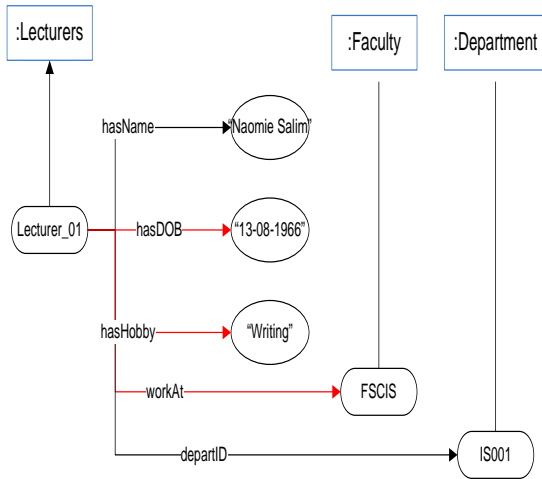 :Lecturers
:Faculty
:Department
hasName
“Naomie Salim”
Lecturer_01
hasDOB
“13-08-1966”
hasHobby
“Writing”
workAt
FSCIS
departID
IS001